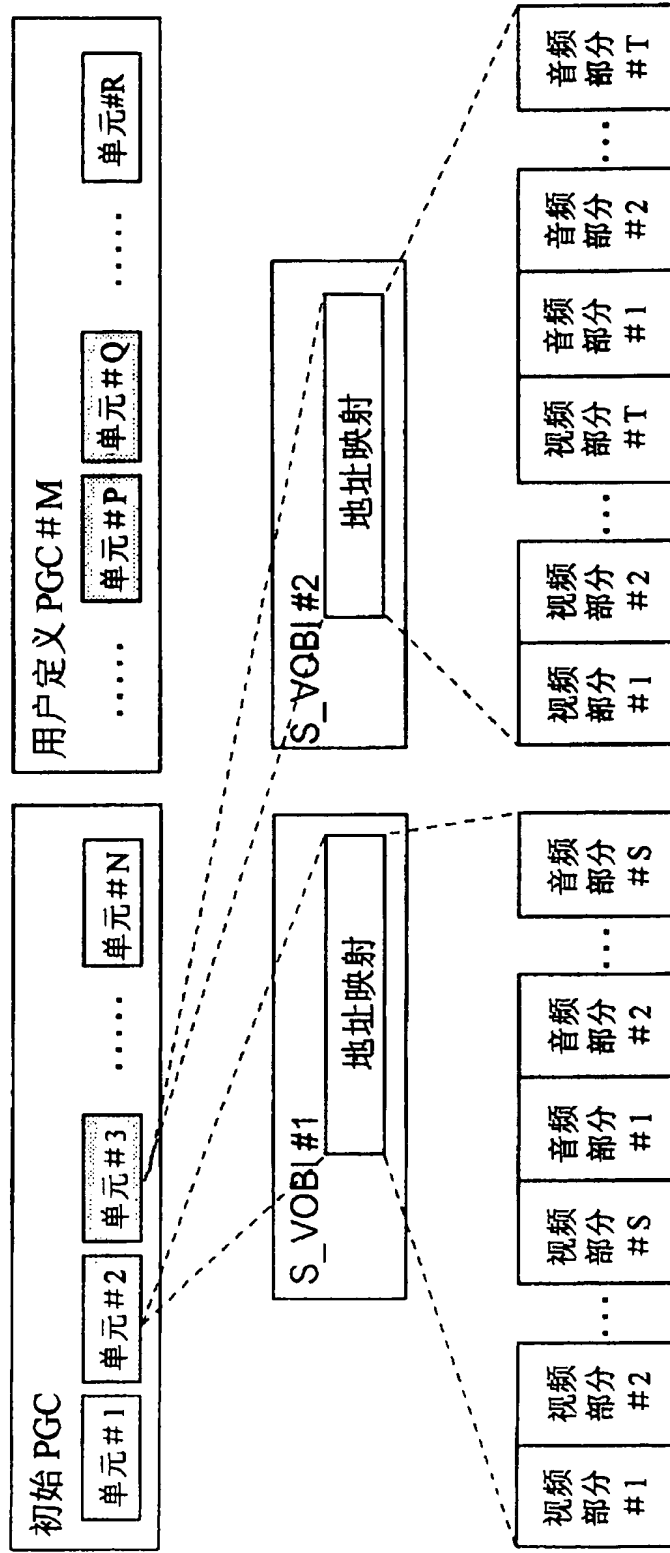 初始 PGC
单元#1 单元#2 单元#3 ······ 单元#N
用户定义 PGC#M
······ 单元#P 单元#Q ······ 单元#R
S_VOBI#1
地址映射
S_VOBI#2
地址映射
视频
部分
#1
视频
部分
#2
···
视频
部分
#S
音频
部分
#1
音频
部分
#2
···
音频
部分
#S
视频
部分
#1
视频
部分
#2
···
视频
部分
#T
音频
部分
#1
音频
部分
#2
···
音频
部分
#T